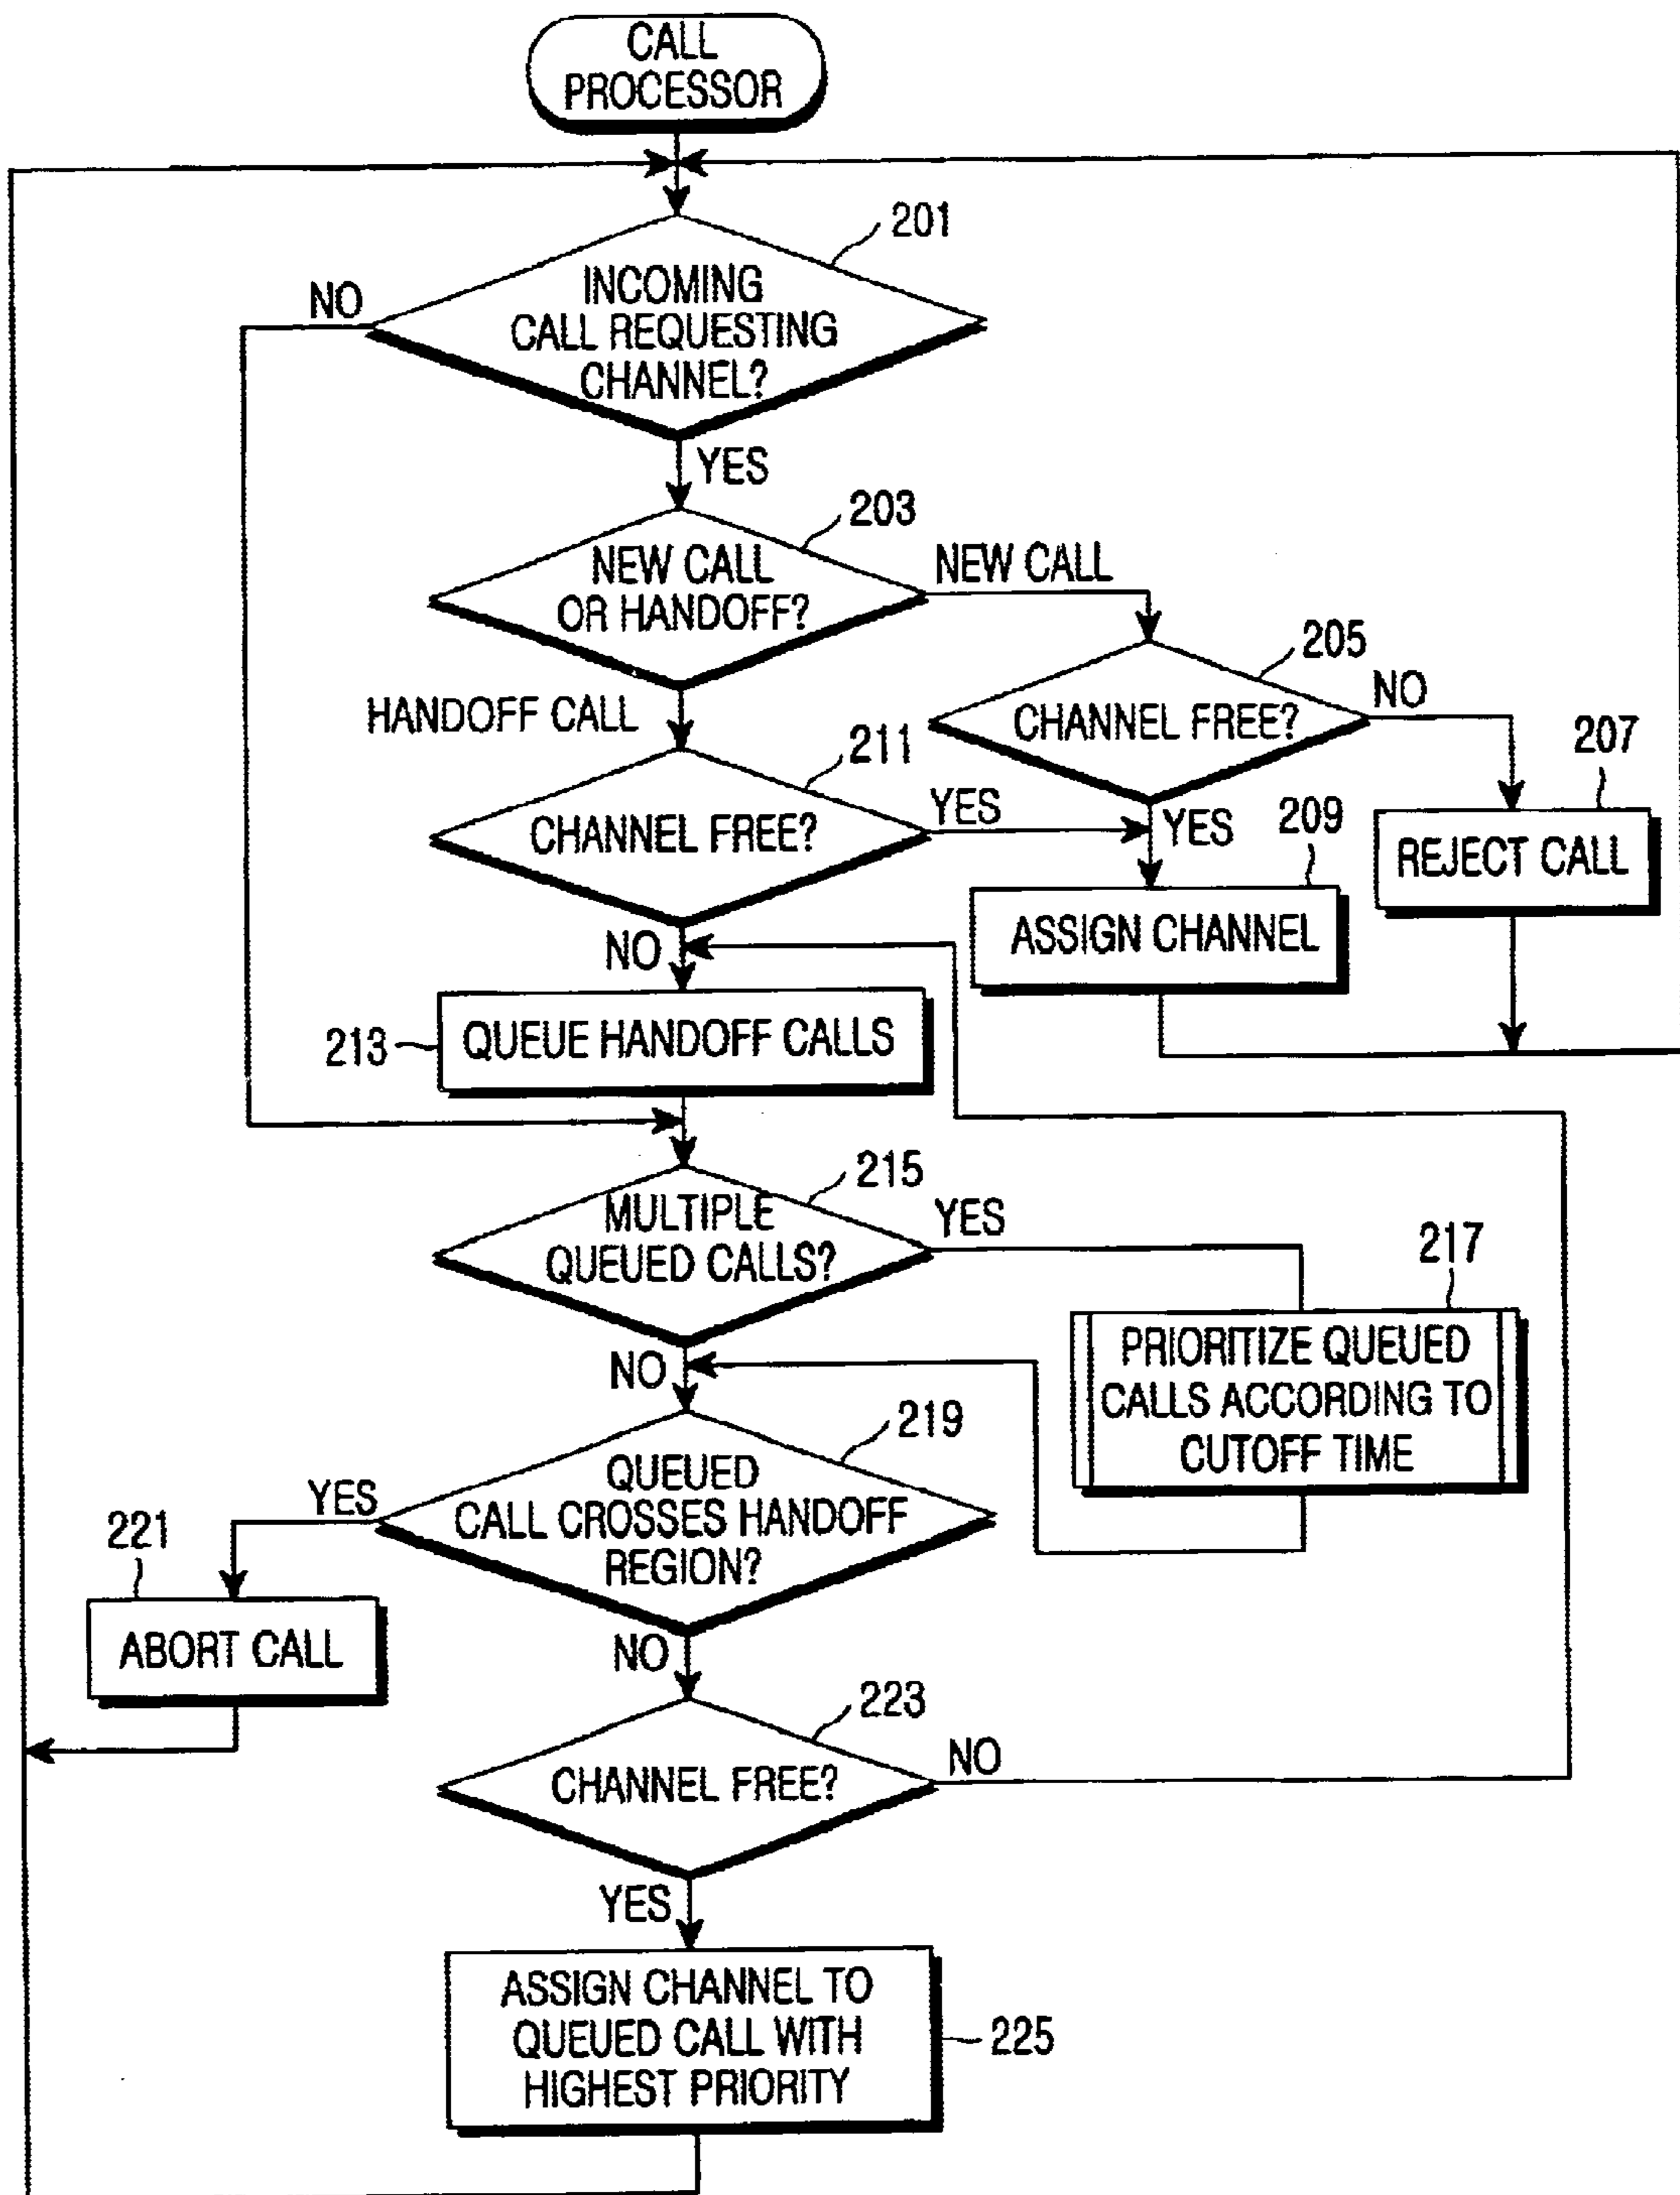 CALL
PROCESSOR
201
NO
INCOMING
CALL REQUESTING
CHANNEL?
YES
203
NEW CALL
OR HANDOFF?
NEW CALL
205
CHANNEL FREE?
NO
207
REJECT CALL
HANDOFF CALL
211
CHANNEL FREE?
YES
YES
209
ASSIGN CHANNEL
NO
213
QUEUE HANDOFF CALLS
215
MULTIPLE
QUEUED CALLS?
YES
217
PRIORITIZE QUEUED
CALLS ACCORDING TO
CUTOFF TIME
NO
219
QUEUED
CALL CROSSES HANDOFF
REGION?
YES
221
ABORT CALL
NO
223
CHANNEL FREE?
NO
YES
ASSIGN CHANNEL TO
QUEUED CALL WITH
HIGHEST PRIORITY
225